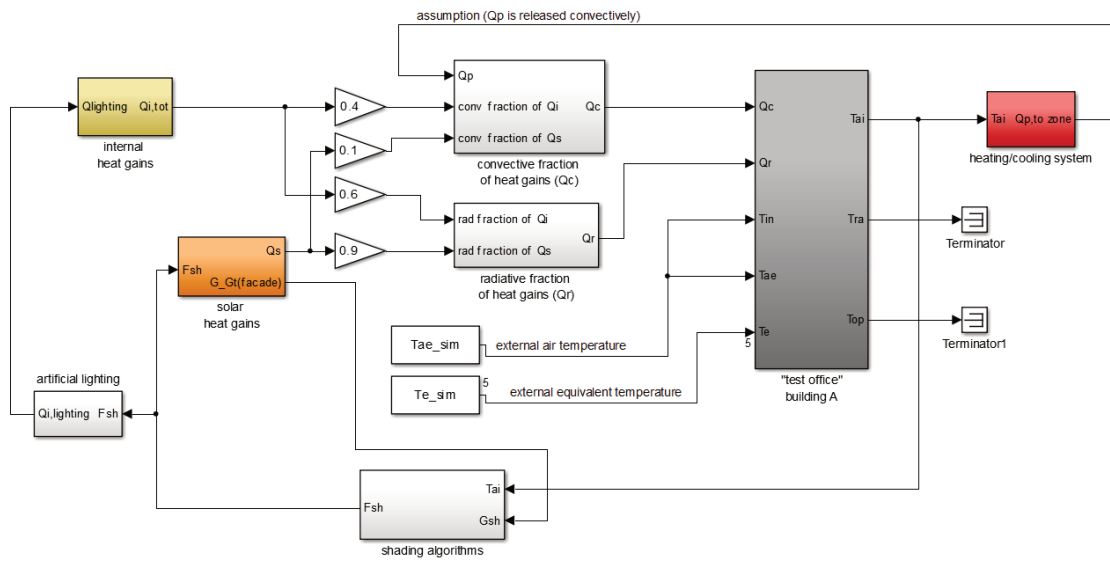 assumption (Qp is released convectively)
Qlighting Qi,tot
internal
heat gains
0.4
0.1
0.6
0.9
Qp
conv fraction of Qi
conv fraction of Qs
Qc
convective fraction
of heat gains (Qc)
rad fraction of Qi
rad fraction of Qs
Qr
radiative fraction
of heat gains (Qr)
Fsh
Qs
G_Gt(facade)
solar
heat gains
Qc
Qr
Tin
Tae
Te
5
Tai
Tra
Top
"test office"
building A
Tai Qp,to zone
heating/cooling system
Terminator
Terminator1
Tae_sim
external air temperature
Te_sim
5
external equivalent temperature
artificial lighting
Qi,lighting Fsh
Fsh
Tai
Gsh
shading algorithms